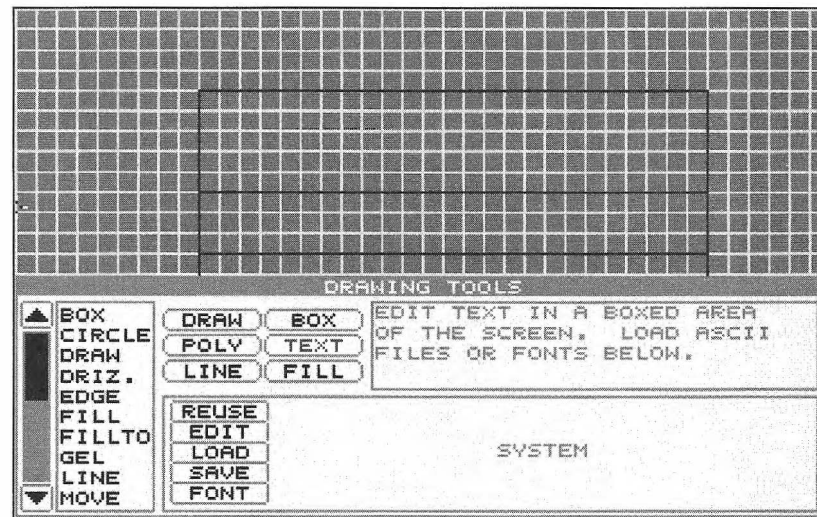 DRAWING TOOLS
BOX
CIRCLE
DRAW
DRIZ.
EDGE
FILL
FILLTO
GEL
LINE
MOVE
DRAW BOX
POLY TEXT
LINE FILL
EDIT TEXT IN A BOXED AREA
OF THE SCREEN. LOAD ASCII
FILES OR FONTS BELOW.
REUSE
EDIT
LOAD
SAVE
FONT
SYSTEM